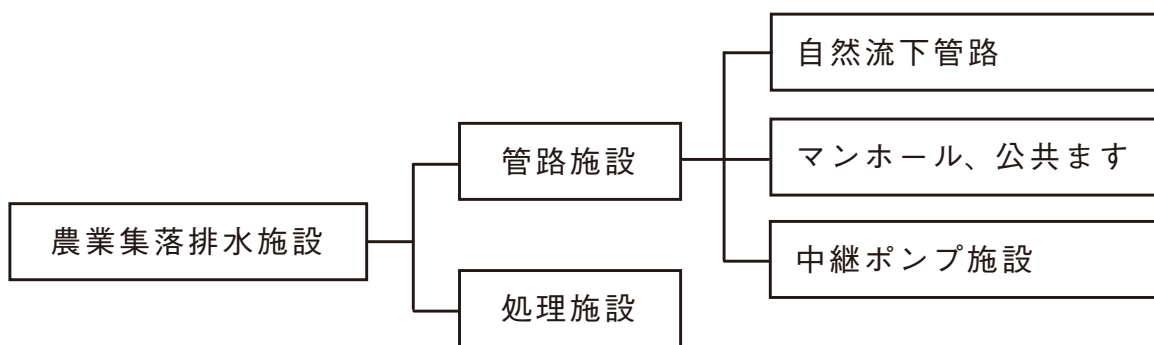 農業集落排水施設
管路施設
処理施設
自然流下管路
マンホール、公共ます
中継ポンプ施設